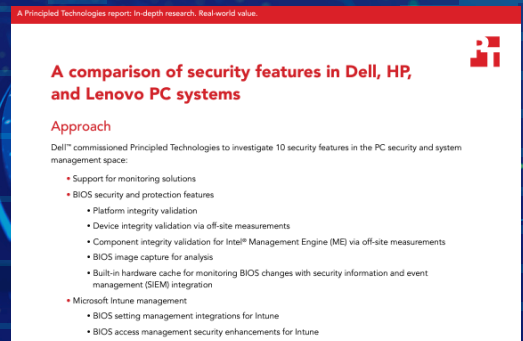 A Principled Technologies report: In-depth research. Real-world value.
PT
A comparison of security features in Dell, HP,
and Lenovo PC systems
Approach
Dell™ commissioned Principled Technologies to investigate 10 security features in the PC security and system
management space:
• Support for monitoring solutions
• BIOS security and protection features
• Platform integrity validation
• Device integrity validation via off-site measurements
• Component integrity validation for Intel® Management Engine (ME) via off-site measurements
• BIOS image capture for analysis
• Built-in hardware cache for monitoring BIOS changes with security information and event
management (SIEM) integration
• Microsoft Intune management
• BIOS setting management integrations for Intune
• BIOS access management security enhancements for Intune